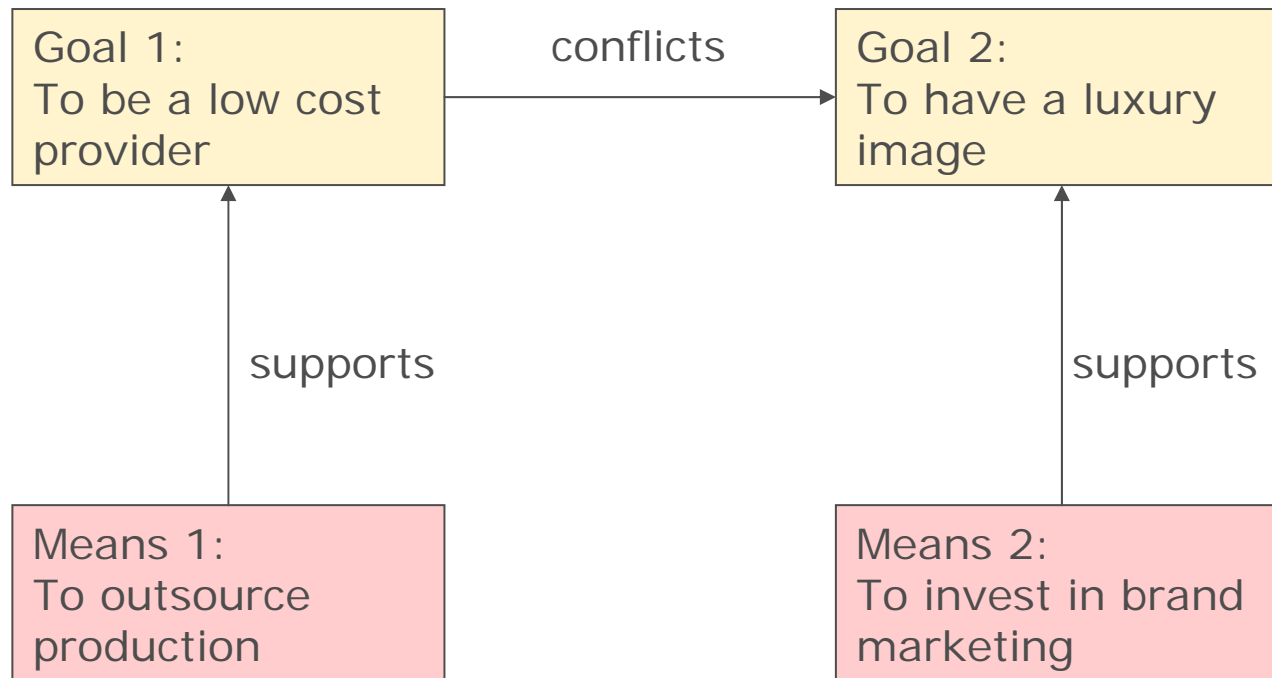 Goal 1:
To be a low cost
provider
conflicts
Goal 2:
To have a luxury
image
supports
supports
Means 1:
To outsource
production
Means 2:
To invest in brand
marketing